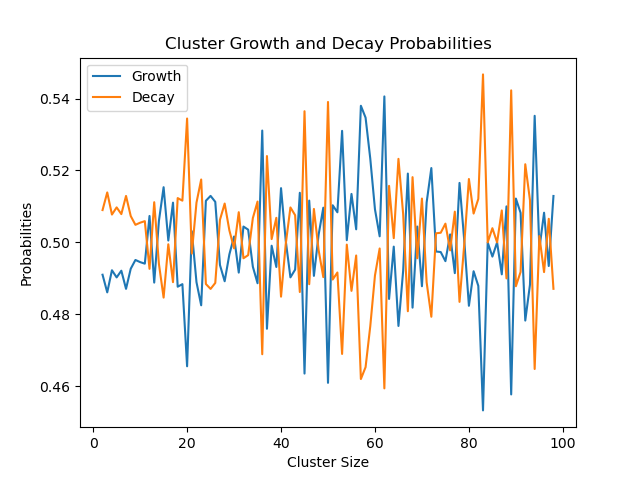 Cluster Growth and Decay Probabilities
Growth
Decay
Probabilities
0.54
0.52
0.50
0.48
0.46
0
20
40
60
80
100
Cluster Size